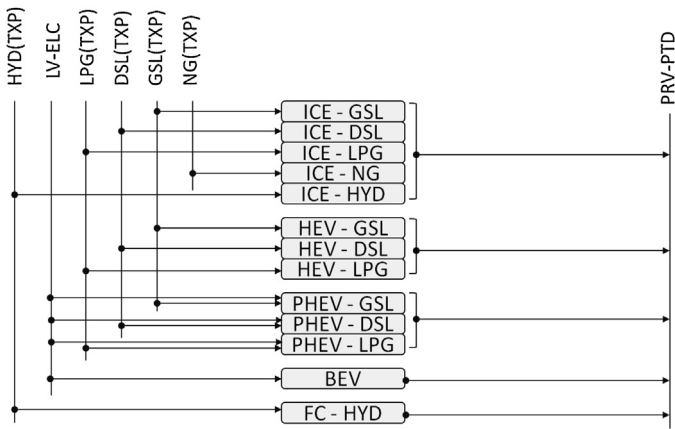 HYD(TXP)
LV-ELC
LPG(TXP)
DSL(TXP)
GSL(TXP)
NG(TXP)
PRV-PTD
ICE - GSL
ICE - DSL
ICE - LPG
ICE - NG
ICE - HYD
HEV - GSL
HEV - DSL
HEV - LPG
PHEV - GSL
PHEV - DSL
PHEV - LPG
BEV
FC - HYD